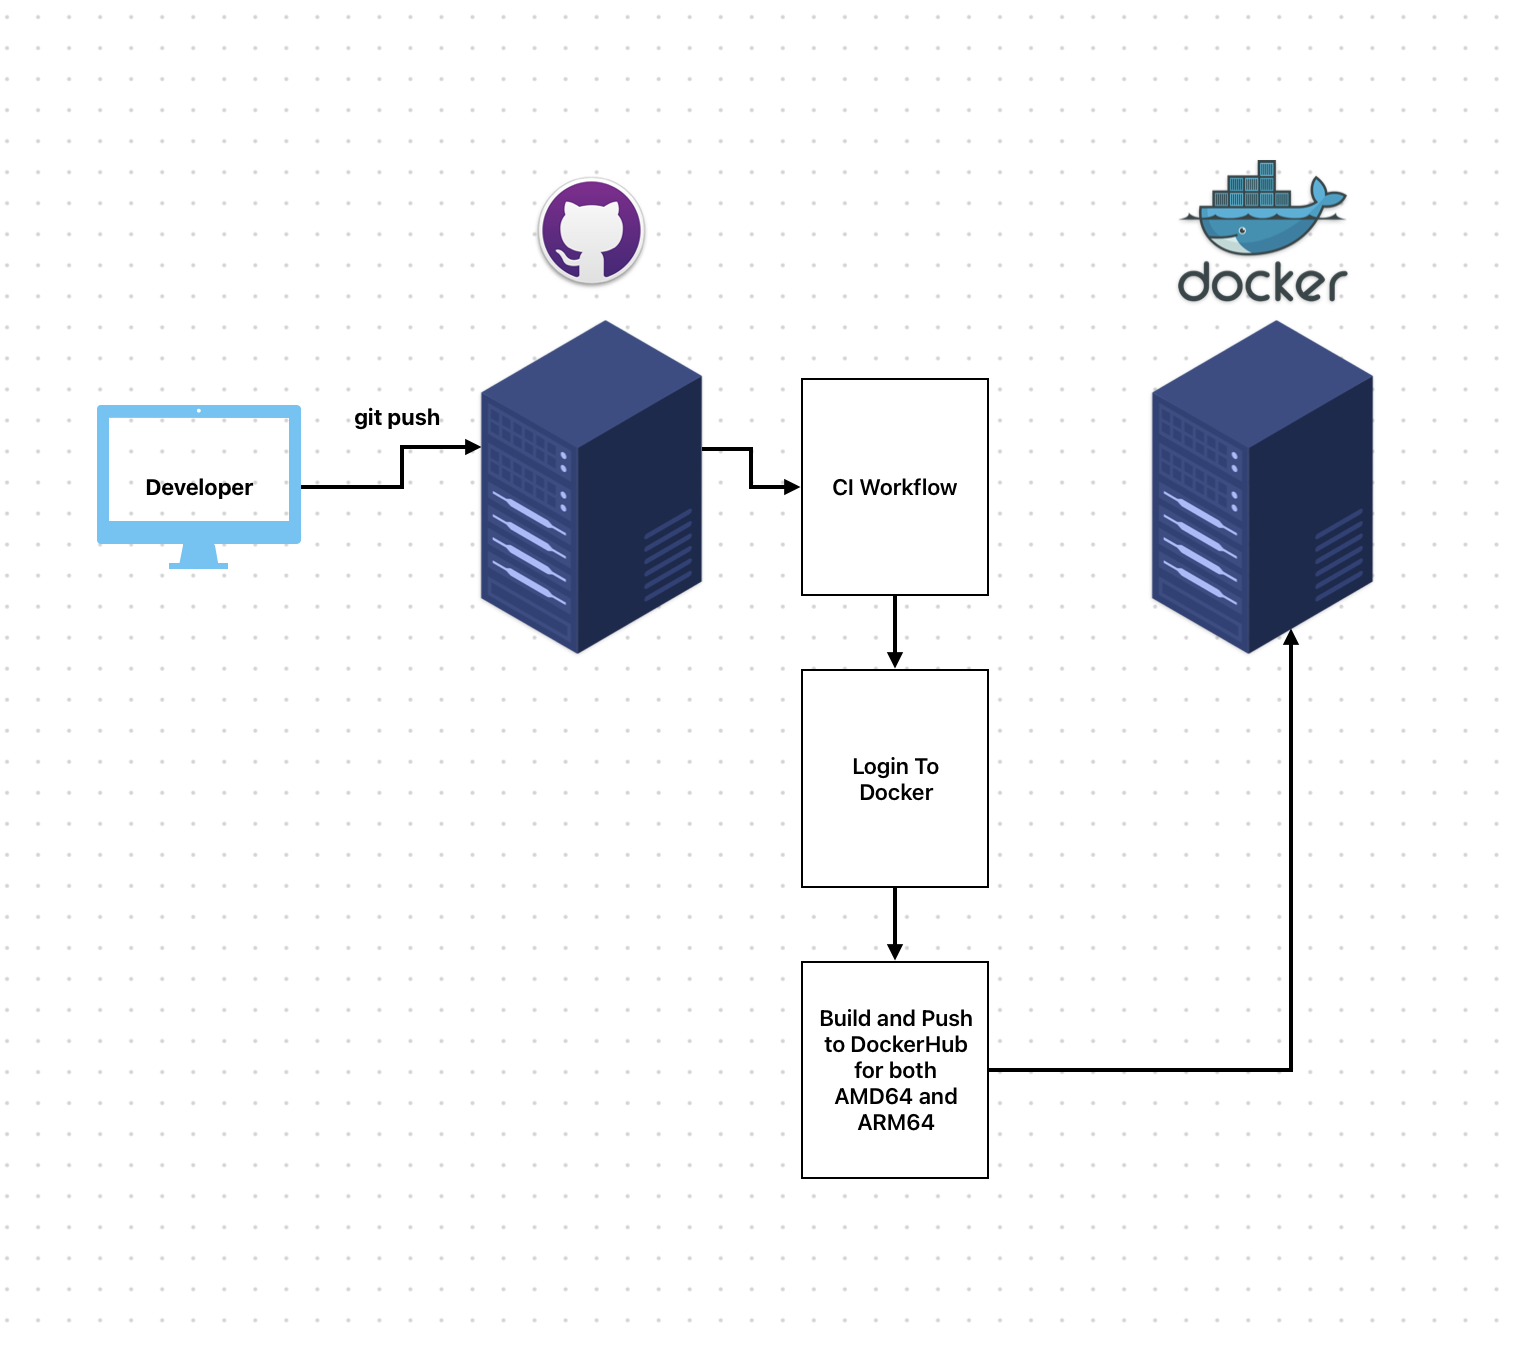 docker
git push
Developer
CI Workflow
Login To
Docker
Build and Push
to DockerHub
for both
AMD64 and
ARM64